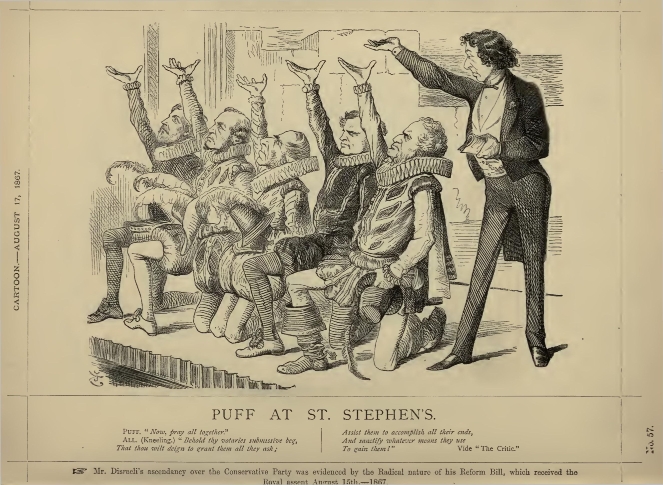 CARTOON.—AUGUST 17, 1867.
PUFF AT ST. STEPHEN'S.
PUFF. "Now, pray all together."
ALL. (Kneeling.) "Behold thy votaries submissive beg,
That thou wilt deign to grant them all they ask;
Assist them to accomplish all their ends,
And sanctify whatever means they use
To gain them!" Vide "The Critic."
No. 57.
☞ Mr. Disraeli's ascendancy over the Conservative Party was evidenced by the Radical nature of his Reform Bill, which received the
Royal assent August 15th.—1867.